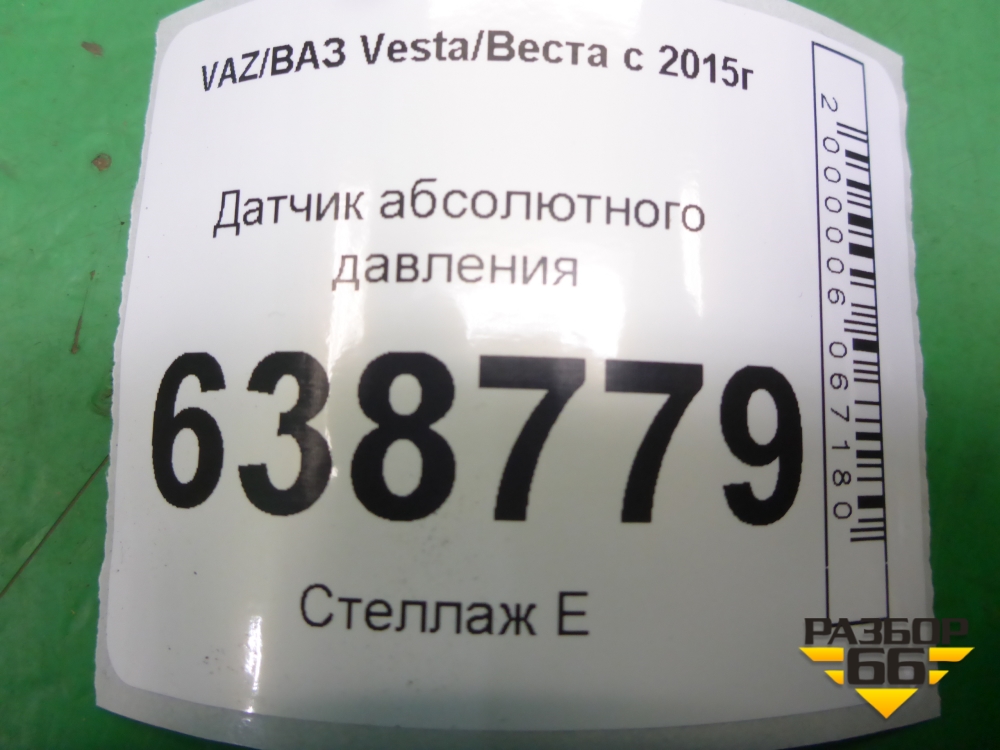 VAZ/ВАЗ Vesta/Веста с 2015г
Датчик абсолютного
давления
638779
Стеллаж Е
2000006067180
РАЗБОР
66